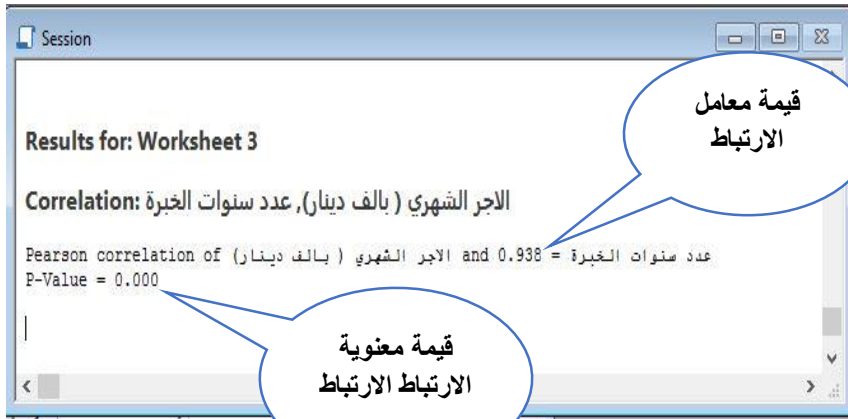 Session
قيمة معامل
الارتباط
Results for: Worksheet 3
Correlation: الاجر الشهري ( بالف دينار), عدد سنوات الخبرة
Pearson correlation of الاجر الشهري ( بالف دينار) and 0.938 = عدد سنوات الخبرة
P-Value = 0.000
قيمة معنوية
الارتباط الارتباط